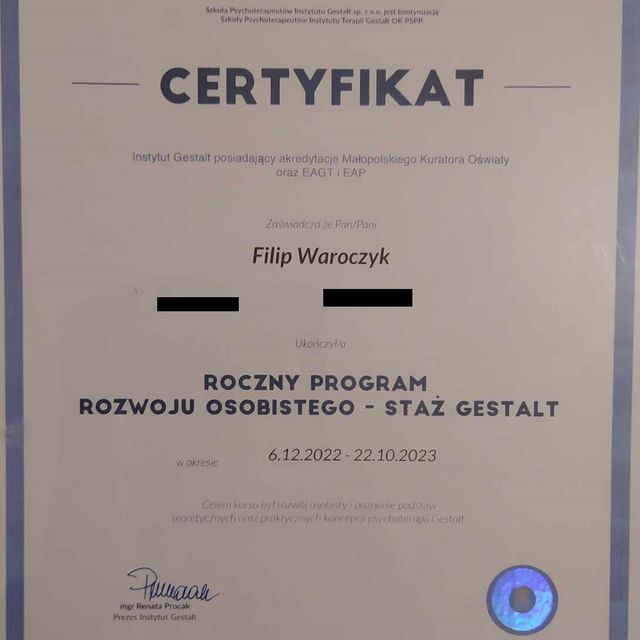 Szkoła Psychoterapeutów Instytutu Gestalt sp. z o.o. jest kontynuacją
Szkoły Psychoterapeutów Instytutu Terapii Gestalt OK PSPP.
CERTYFIKAT
Instytut Gestalt posiadający akredytacje Małopolskiego Kuratora Oświaty
oraz EAGT i EAP
Zaświadcza że Pan/Pani
Filip Waroczyk
Ukończył/a
ROCZNY PROGRAM
ROZWOJU OSOBISTEGO - STAŻ GESTALT
w okresie 6.12.2022 - 22.10.2023
Celem kursu był rozwój osobisty i poznanie podstaw
teoretycznych oraz praktycznych koncepcji psychoterapii Gestalt.
mgr Renata Procak
Prezes Instytut Gestalt